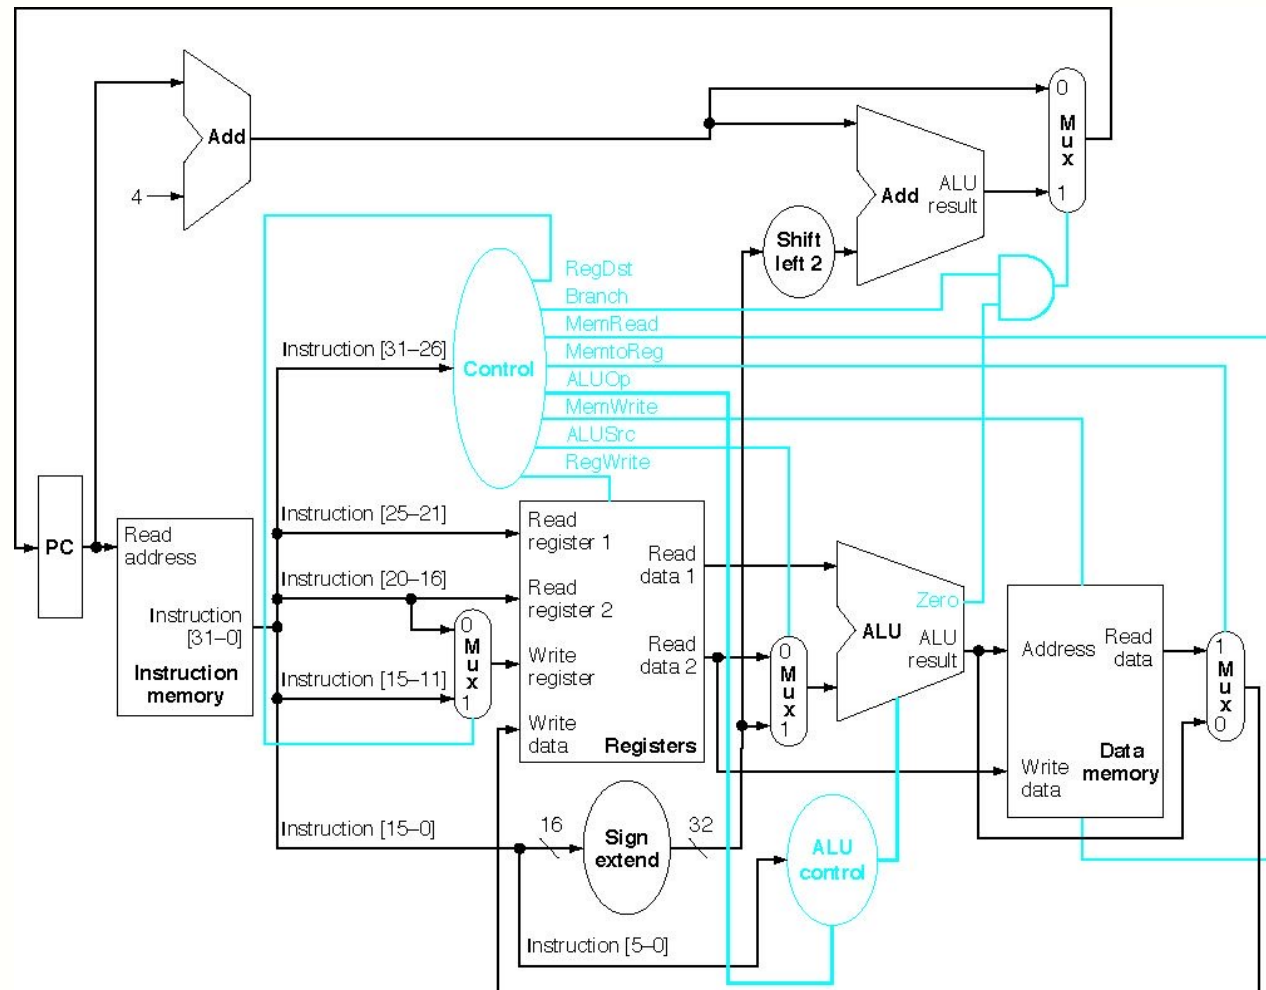 0
Mux
1
Add
4
Add
ALU
result
Shift
left 2
RegDst
Branch
MemRead
MemtoReg
ALUOp
MemWrite
ALUSrc
RegWrite
Instruction [31–26]
Control
PC
Read
address
Instruction
[31–0]
Instruction
memory
Instruction [25–21]
Instruction [20–16]
Instruction [15–11]
0
Mux
1
Read
register 1
Read
register 2
Write
register
Write
data
Read
data 1
Read
data 2
Registers
0
Mux
1
Zero
ALU
ALU
result
Address
Read
data
Write
data
Data
memory
1
Mux
0
Instruction [15–0]
16
Sign
extend
32
ALU
control
Instruction [5–0]